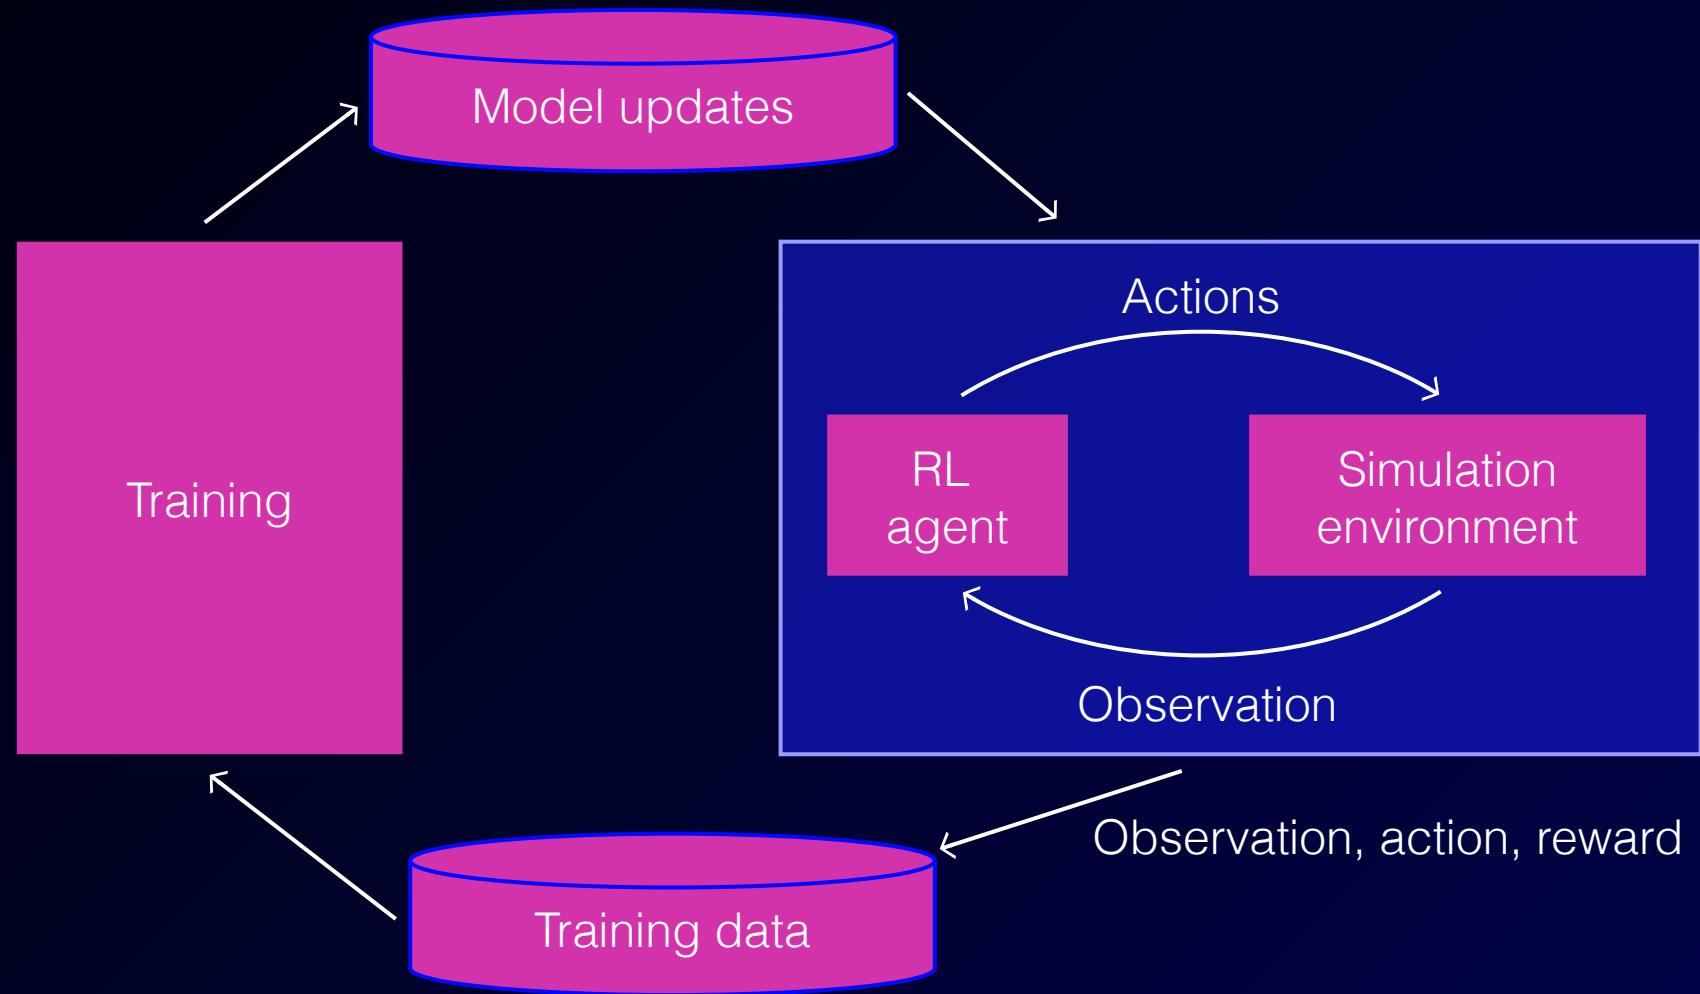 Model updates
Training
Actions
RL
agent
Simulation
environment
Observation
Observation, action, reward
Training data